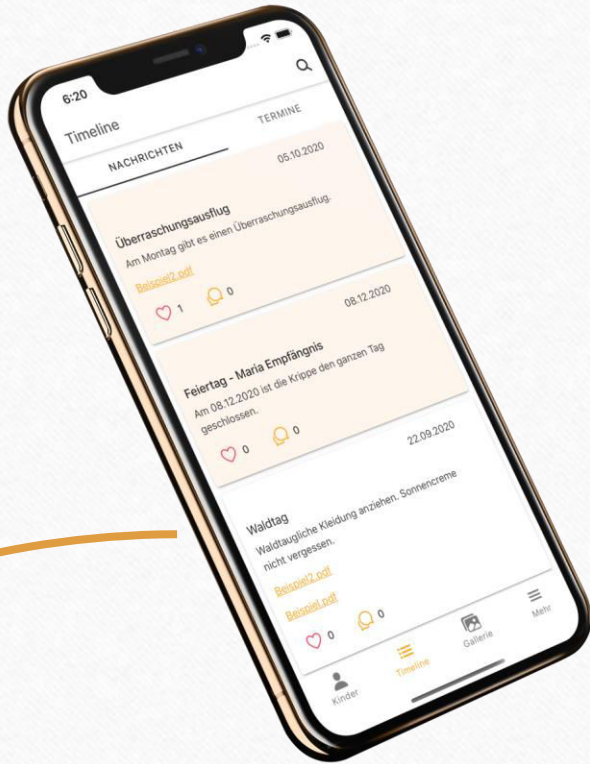 6:20
Timeline
NACHRICHTEN
TERMINE
05.10.2020
Überraschungsausflug
Am Montag gibt es einen Überraschungsausflug.
Beispiel2.pdf
1
0
08.12.2020
Feiertag - Maria Empfängnis
Am 08.12.2020 ist die Krippe den ganzen Tag
geschlossen.
0
0
22.09.2020
Waldtag
Waldtaugliche Kleidung anziehen. Sonnencreme
nicht vergessen.
Beispiel2.pdf
Beispiel.pdf
0
0
Kinder
Timeline
Gallerie
Mehr